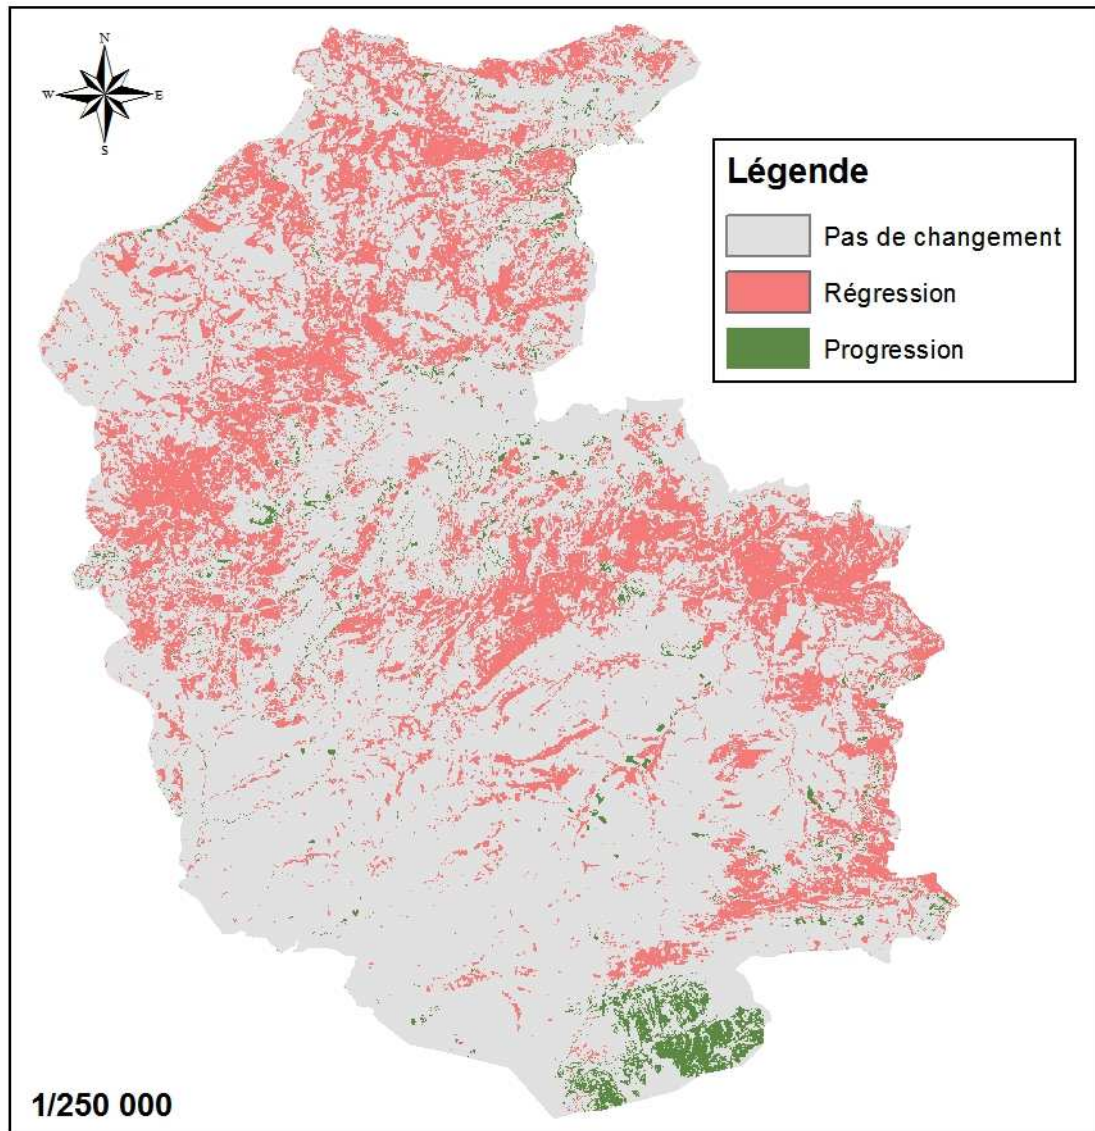 N
W E
S
Légende
Pas de changement
Régression
Progression
1/250 000